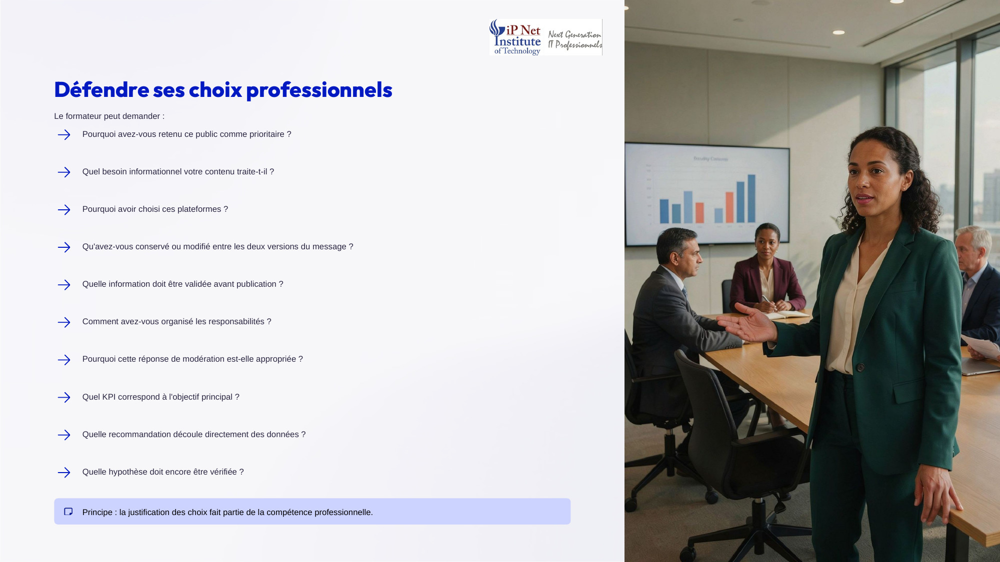 iP Net
Institute
of Technology
Next Generation
IT Professionnels
Défendre ses choix professionnels
Le formateur peut demander :
Pourquoi avez-vous retenu ce public comme prioritaire ?
Quel besoin informationnel votre contenu traite-t-il ?
Pourquoi avoir choisi ces plateformes ?
Qu'avez-vous conservé ou modifié entre les deux versions du message ?
Quelle information doit être validée avant publication ?
Comment avez-vous organisé les responsabilités ?
Pourquoi cette réponse de modération est-elle appropriée ?
Quel KPI correspond à l'objectif principal ?
Quelle recommandation découle directement des données ?
Quelle hypothèse doit encore être vérifiée ?
Principe : la justification des choix fait partie de la compétence professionnelle.